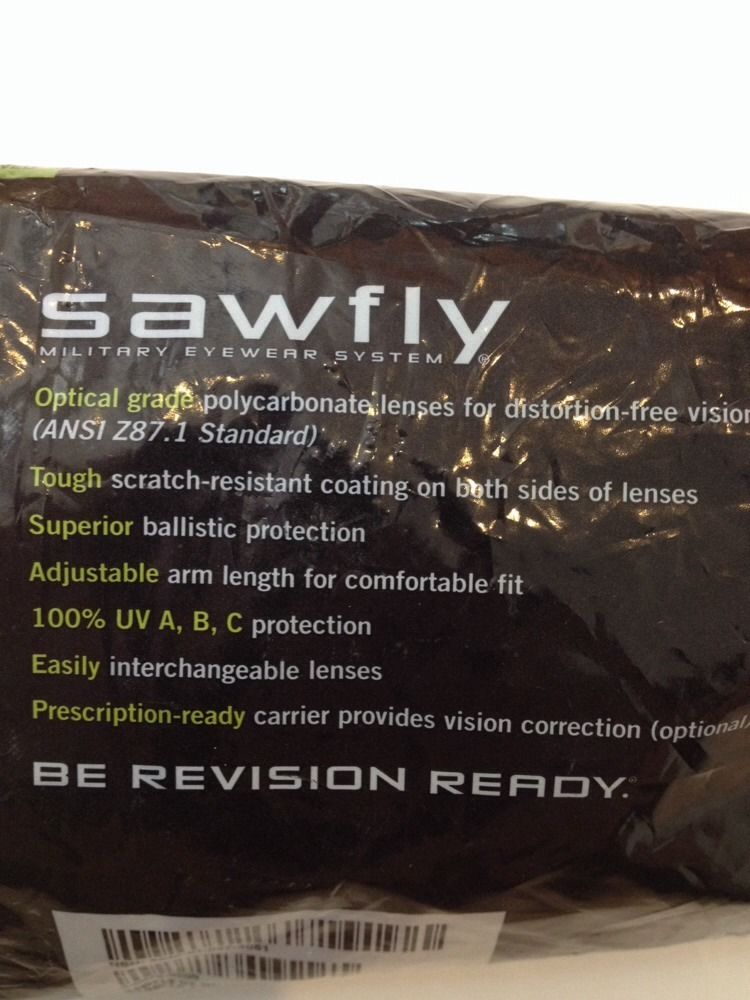 sawfly
MILITARY EYEWEAR SYSTEM ®
Optical grade polycarbonate lenses for distortion-free vision
(ANSI Z87.1 Standard)
Tough scratch-resistant coating on both sides of lenses
Superior ballistic protection
Adjustable arm length for comfortable fit
100% UV A, B, C protection
Easily interchangeable lenses
Prescription-ready carrier provides vision correction (optional)
BE REVISION READY.